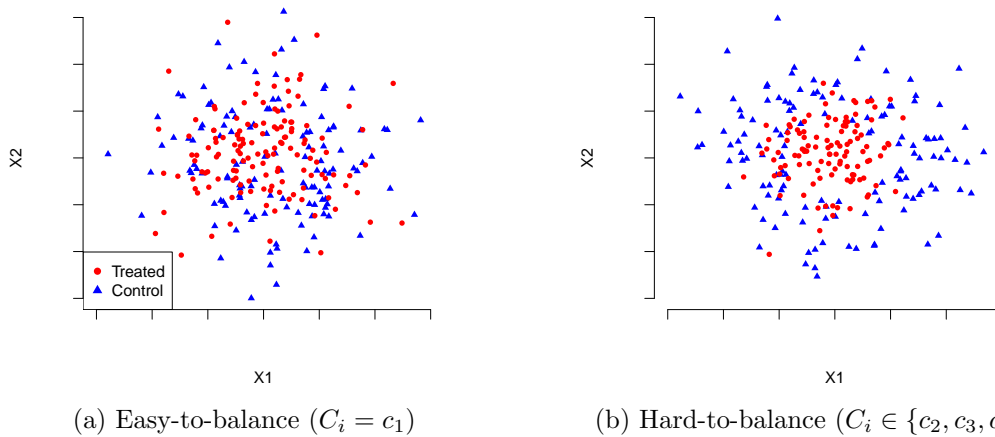 X2
Treated
Control
X1
(a) Easy-to-balance (Cᵢ = c₁)
X2
X1
(b) Hard-to-balance (Cᵢ ∈ {c₂, c₃,